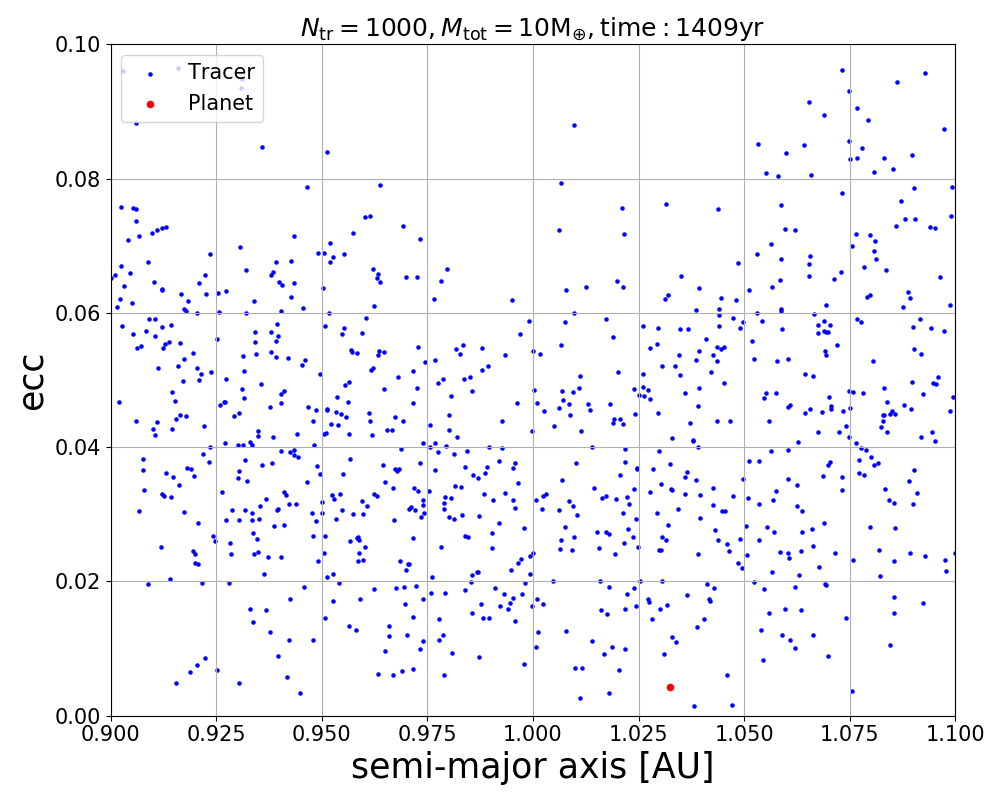 N_tr = 1000, M_tot = 10M_⊕, time : 1409yr
Tracer
Planet
ecc
0.10
0.08
0.06
0.04
0.02
0.00
0.900 0.925 0.950 0.975 1.000 1.025 1.050 1.075 1.100
semi-major axis [AU]